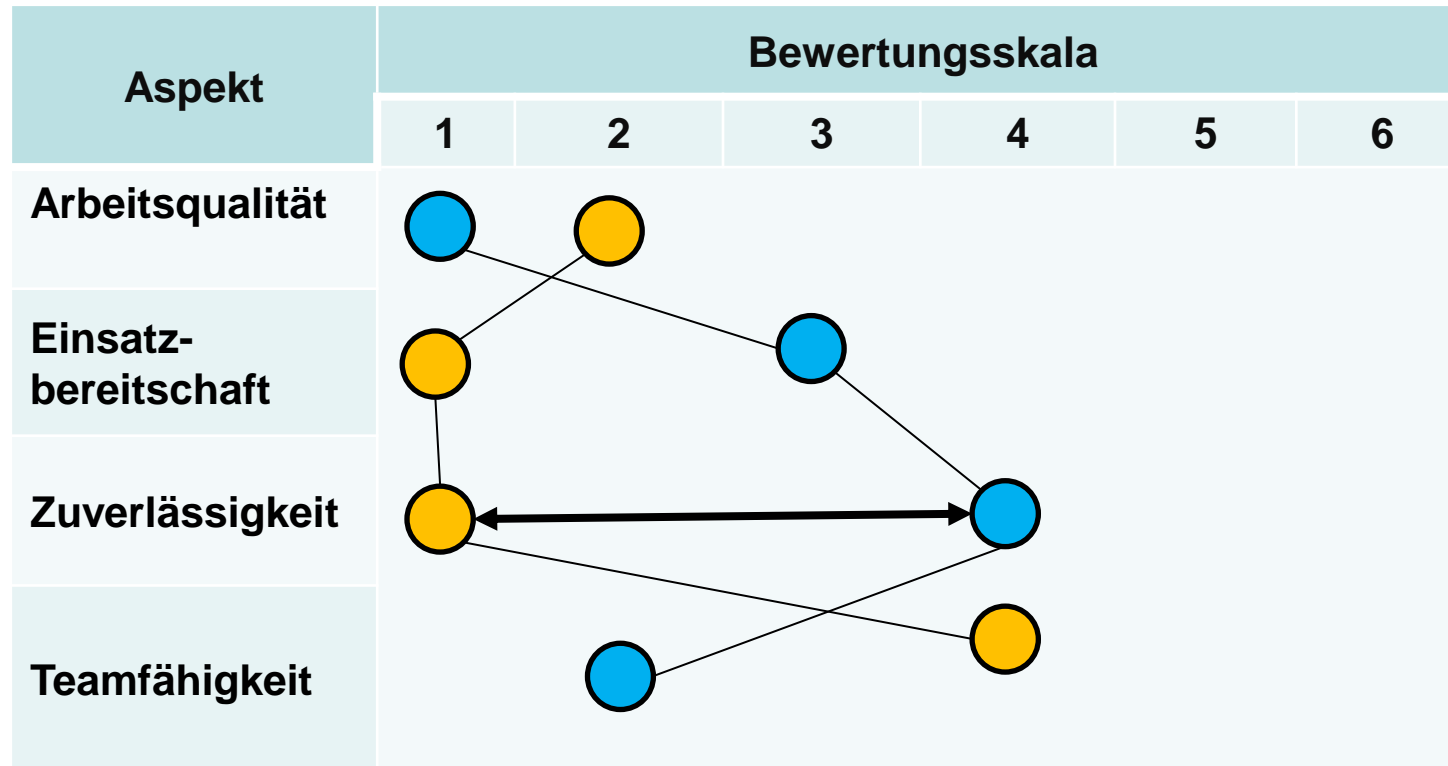 Aspekt
Bewertungsskala
1 2 3 4 5 6
Arbeitsqualität
Einsatz-
bereitschaft
Zuverlässigkeit
Teamfähigkeit